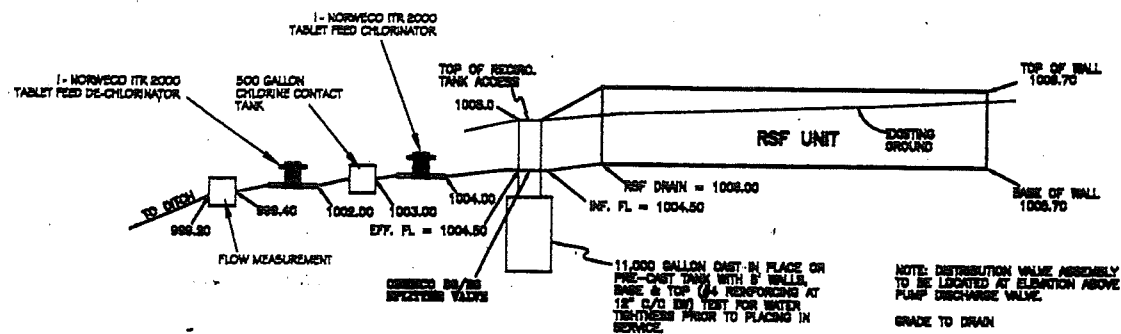 1 - NORWECO ITR 2000
TABLET FEED CHLORINATOR
1 - NORWECO ITR 2000
TABLET FEED DE-CHLORINATOR
500 GALLON
CHLORINE CONTACT
TANK
TOP OF RECIRC.
TANK ACCESS
1008.0
TOP OF WALL
1008.70
RSF UNIT
EXISTING
GROUND
TO DITCH
999.20
999.40
1002.00
1003.00
1004.00
EFF. FL = 1004.50
INF. FL = 1004.50
RSF DRAIN =
BASE OF WALL
FLOW MEASUREMENT
SPLITTER VALVE
11,000 GALLON CAST IN PLACE OR
PRE-CAST TANK WITH WALLS,
BASE & TOP (#4 REINFORCING AT
12" C/C EW) TEST FOR WATER
TIGHTNESS PRIOR TO PLACING IN
SERVICE.
NOTE: DISTRIBUTION VALVE ASSEMBLY
TO BE LOCATED AT ELEVATION ABOVE
PUMP DISCHARGE VALVE.
GRADE TO DRAIN